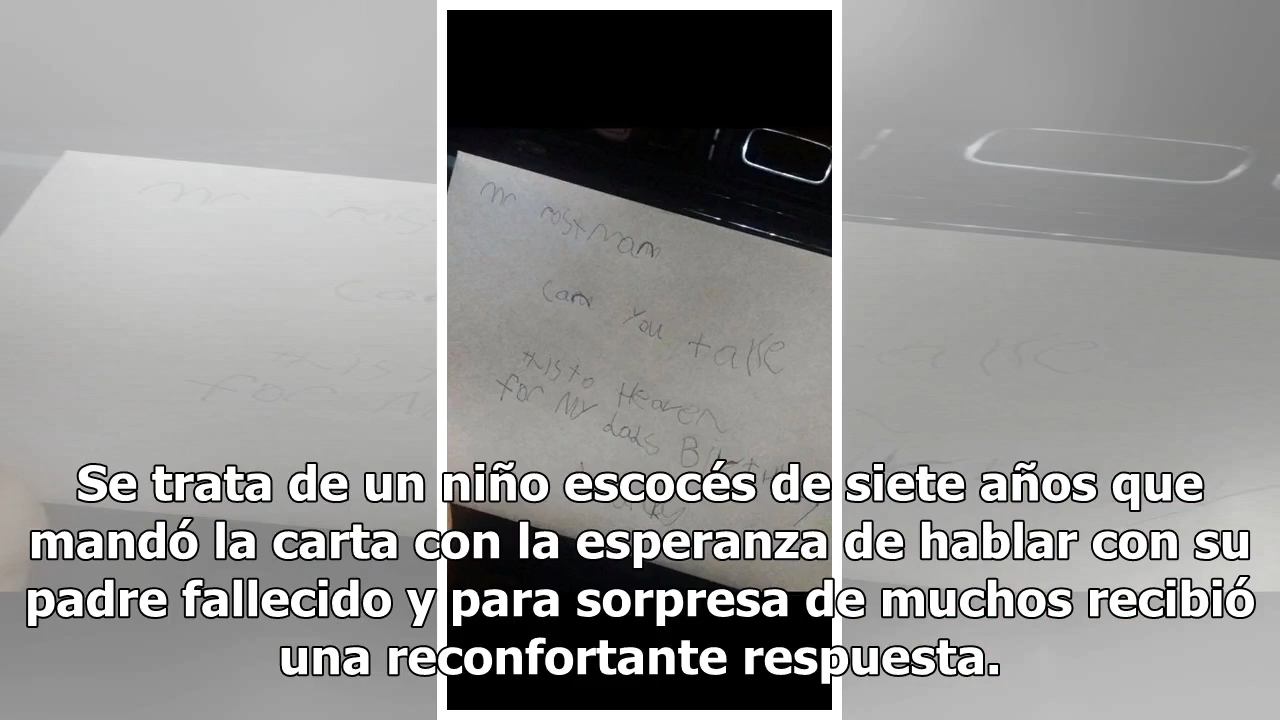 mr Postman
Can you take
this to Heaven
for My dads
Se trata de un niño escocés de siete años que
mandó la carta con la esperanza de hablar con su
padre fallecido y para sorpresa de muchos recibió
una reconfortante respuesta.